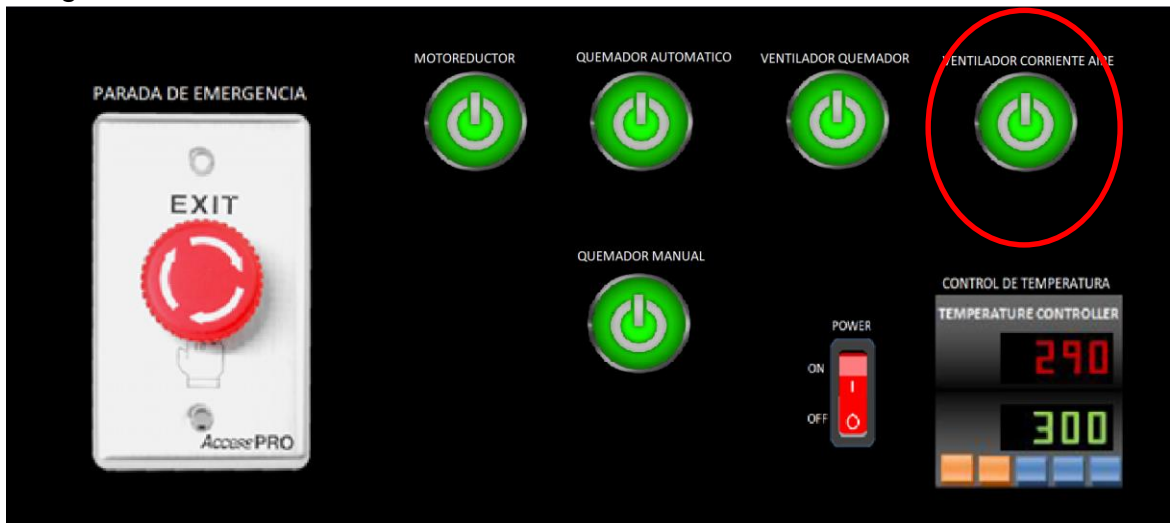 PARADA DE EMERGENCIA
EXIT
AccessPRO
MOTOREDUCTOR
QUEMADOR AUTOMATICO
VENTILADOR QUEMADOR
VENTILADOR CORRIENTE AIRE
QUEMADOR MANUAL
POWER
ON
I
OFF
O
CONTROL DE TEMPERATURA
TEMPERATURE CONTROLLER
290
300